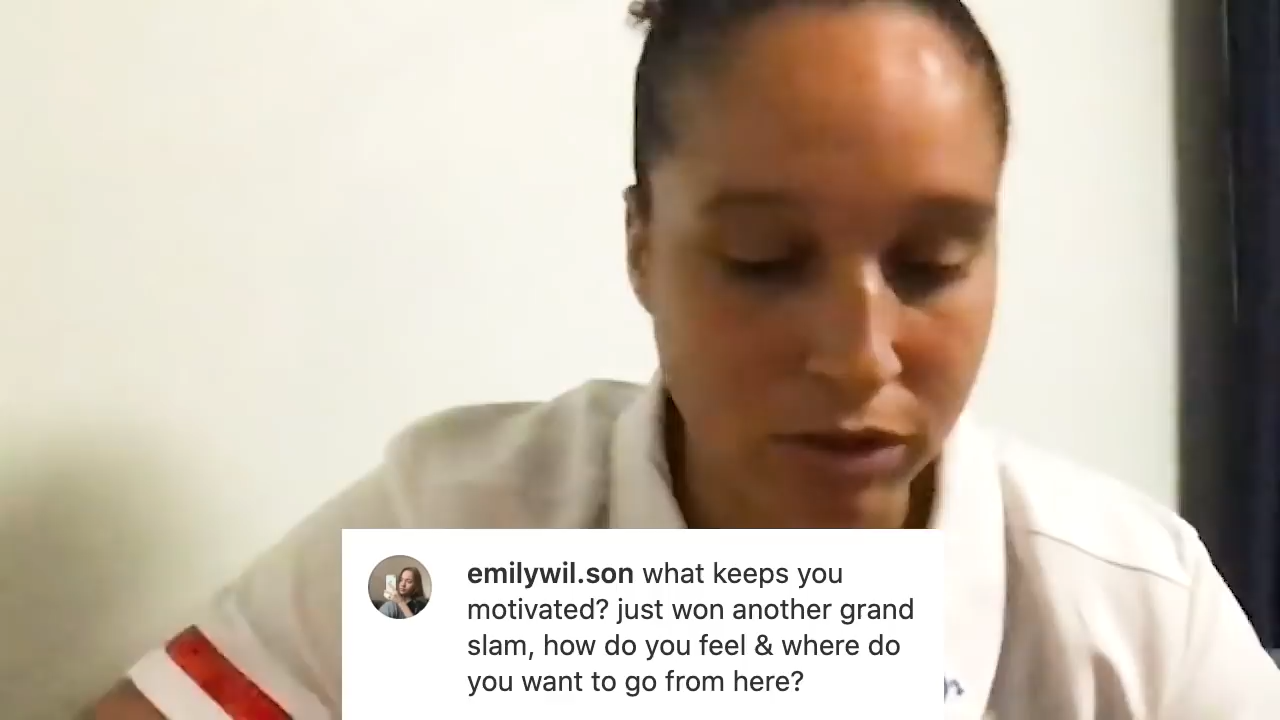 emilywil.son what keeps you
motivated? just won another grand
slam, how do you feel & where do
you want to go from here?